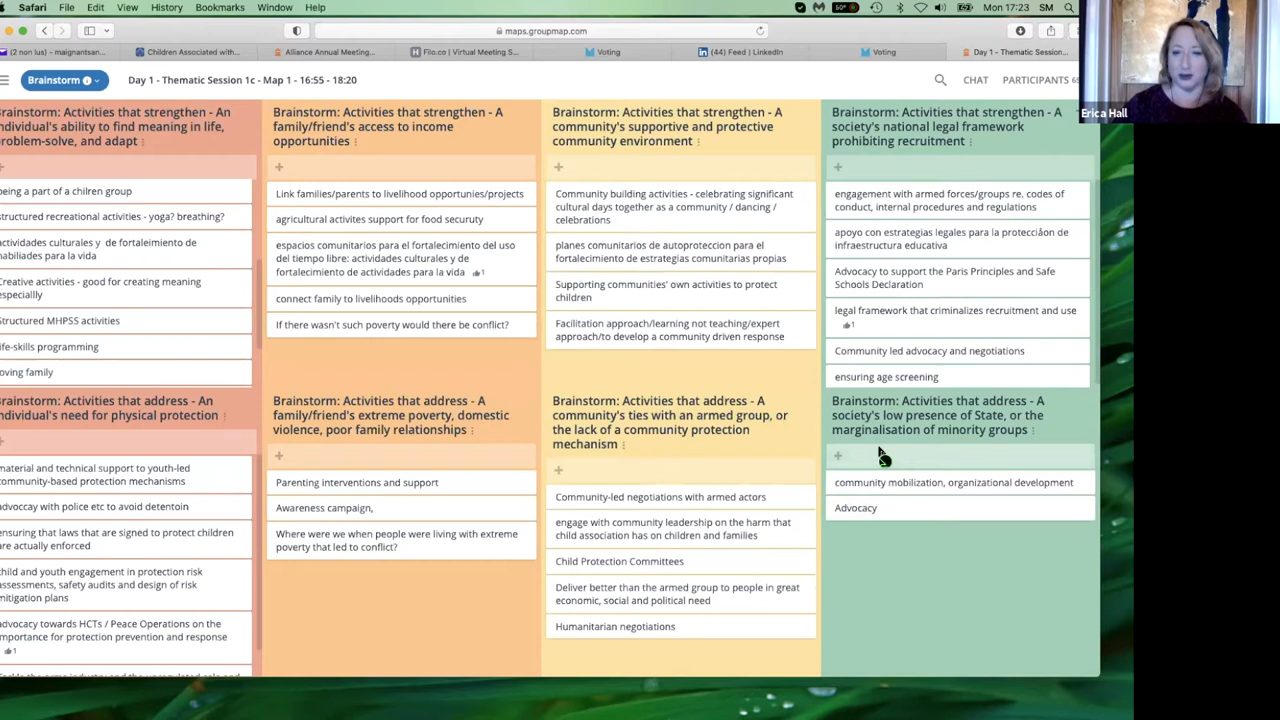 Safari File Edit View History Bookmarks Window Help
50° Mon 17:23 SM
maps.groupmap.com
(2 non lus) - maignantsan...
Children Associated with...
Alliance Annual Meeting...
Filo.co | Virtual Meeting S...
Voting
(44) Feed | LinkedIn
Voting
Day 1 - Thematic Session...
Brainstorm
Day 1 - Thematic Session 1c - Map 1 - 16:55 - 18:20
CHAT
PARTICIPANTS
Erica Hall
Brainstorm: Activities that strengthen - An
individual's ability to find meaning in life,
problem-solve, and adapt
being a part of a chilren group
structured recreational activities - yoga? breathing?
actividades culturales y de fortaleimiento de
habiliades para la vida
Creative activities - good for creating meaning
especiallly
Structured MHPSS activities
life-skills programming
loving family
Brainstorm: Activities that strengthen - A
family/friend's access to income
opportunities
Link families/parents to livelihood opportunies/projects
agricultural activites support for food securuty
espacios comunitarios para el fortalecimiento del uso
del tiempo libre: actividades culturales y de
fortalecimiento de actividades para la vida 1
connect family to livelihoods opportunities
If there wasn't such poverty would there be conflict?
Brainstorm: Activities that strengthen - A
community's supportive and protective
community environment
Community building activities - celebrating significant
cultural days together as a community / dancing /
celebrations
planes comunitarios de autoproteccion para el
fortalecimiento de estrategias comunitarias propias
Supporting communities' own activities to protect
children
Facilitation approach/learning not teaching/expert
approach/to develop a community driven response
Brainstorm: Activities that strengthen - A
society's national legal framework
prohibiting recruitment
engagement with armed forces/groups re. codes of
conduct, internal procedures and regulations
apoyo con estrategias legales para la protecciãon de
infraestructura educativa
Advocacy to support the Paris Principles and Safe
Schools Declaration
legal framework that criminalizes recruitment and use
1
Community led advocacy and negotiations
ensuring age screening
Brainstorm: Activities that address - An
individual's need for physical protection
material and technical support to youth-led
community-based protection mechanisms
advoccay with police etc to avoid detentoin
ensuring that laws that are signed to protect children
are actually enforced
child and youth engagement in protection risk
assessments, safety audits and design of risk
mitigation plans
advocacy towards HCTs / Peace Operations on the
importance for protection prevention and response
1
Brainstorm: Activities that address - A
family/friend's extreme poverty, domestic
violence, poor family relationships
Parenting interventions and support
Awareness campaign,
Where were we when people were living with extreme
poverty that led to conflict?
Brainstorm: Activities that address - A
community's ties with an armed group, or
the lack of a community protection
mechanism
Community-led negotiations with armed actors
engage with community leadership on the harm that
child association has on children and families
Child Protection Committees
Deliver better than the armed group to people in great
economic, social and political need
Humanitarian negotiations
Brainstorm: Activities that address - A
society's low presence of State, or the
marginalisation of minority groups
community mobilization, organizational development
Advocacy